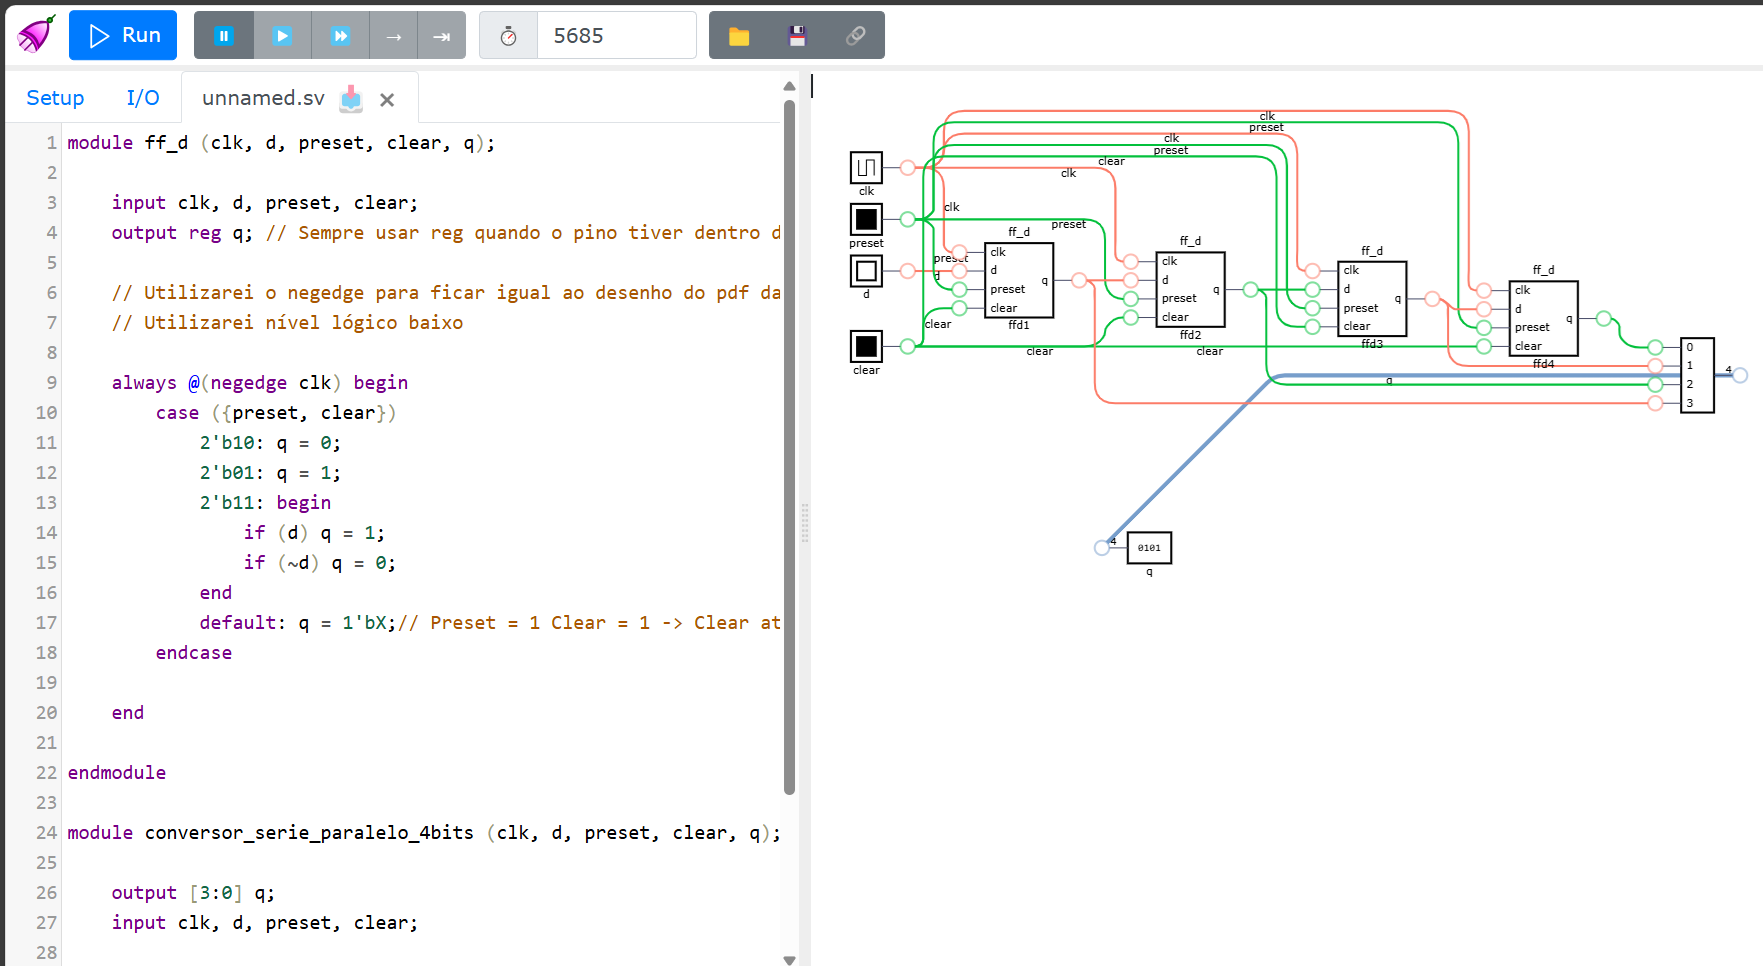 Run
5685
Setup I/O unnamed.sv
1 module ff_d (clk, d, preset, clear, q);
2
3 input clk, d, preset, clear;
4 output reg q; // Sempre usar reg quando o pino tiver dentro d
5
6 // Utilizarei o negedge para ficar igual ao desenho do pdf da
7 // Utilizarei nível lógico baixo
8
9 always @(negedge clk) begin
10 case ({preset, clear})
11 2'b10: q = 0;
12 2'b01: q = 1;
13 2'b11: begin
14 if (d) q = 1;
15 if (~d) q = 0;
16 end
17 default: q = 1'bX;// Preset = 1 Clear = 1 -> Clear at
18 endcase
19
20 end
21
22 endmodule
23
24 module conversor_serie_paralelo_4bits (clk, d, preset, clear, q);
25
26 output [3:0] q;
27 input clk, d, preset, clear;
28
clk
preset
clk
preset
clear
clk
clk
clk
preset
preset
preset
d
d
clear
clear
clear
clear
ff_d
clk
d
preset
clear
q
ffd1
ff_d
clk
d
preset
clear
q
ffd2
ff_d
clk
d
preset
clear
q
ffd3
ff_d
clk
d
preset
clear
q
ffd4
q
0
1
2
3
4
4
0101
q